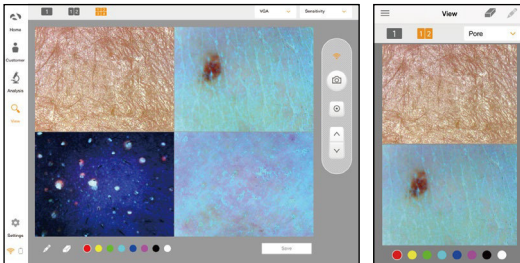 1
1 2
VGA
Sensitivity
Home
Customer
Analysis
View
Settings
Save
View
1
1 2
Pore